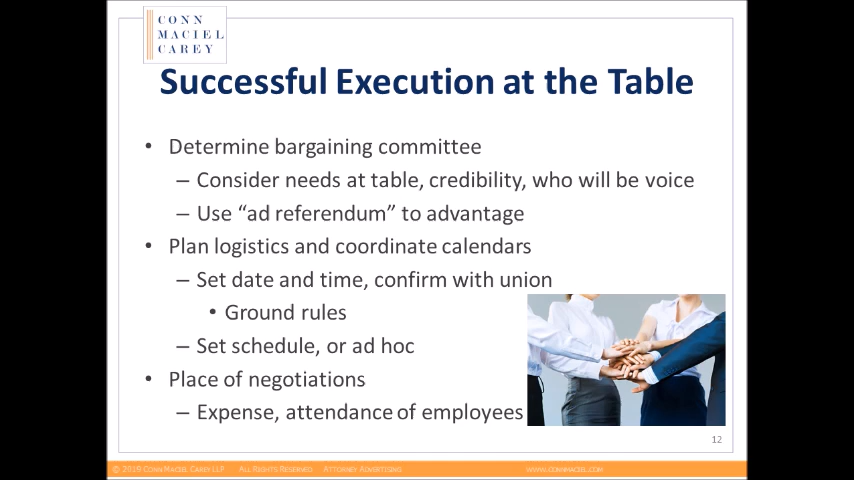 CONN
MACIEL
CAREY
Successful Execution at the Table
• Determine bargaining committee
– Consider needs at table, credibility, who will be voice
– Use “ad referendum” to advantage
• Plan logistics and coordinate calendars
– Set date and time, confirm with union
• Ground rules
– Set schedule, or ad hoc
• Place of negotiations
– Expense, attendance of employees
12
© 2019 CONN MACIEL CAREY LLP ALL RIGHTS RESERVED ATTORNEY ADVERTISING WWW.CONNMACIEL.COM